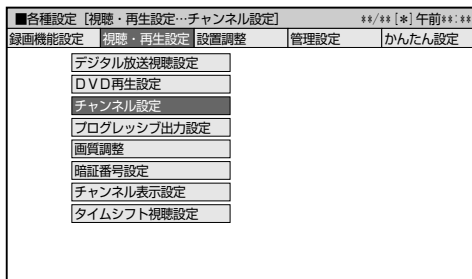 ■各種設定［視聴・再生設定…チャンネル設定］ **/**[*]午前**:**
録画機能設定 視聴・再生設定 設置調整 管理設定 かんたん設定
デジタル放送視聴設定
ＤＶＤ再生設定
チャンネル設定
プログレッシブ出力設定
画質調整
暗証番号設定
チャンネル表示設定
タイムシフト視聴設定